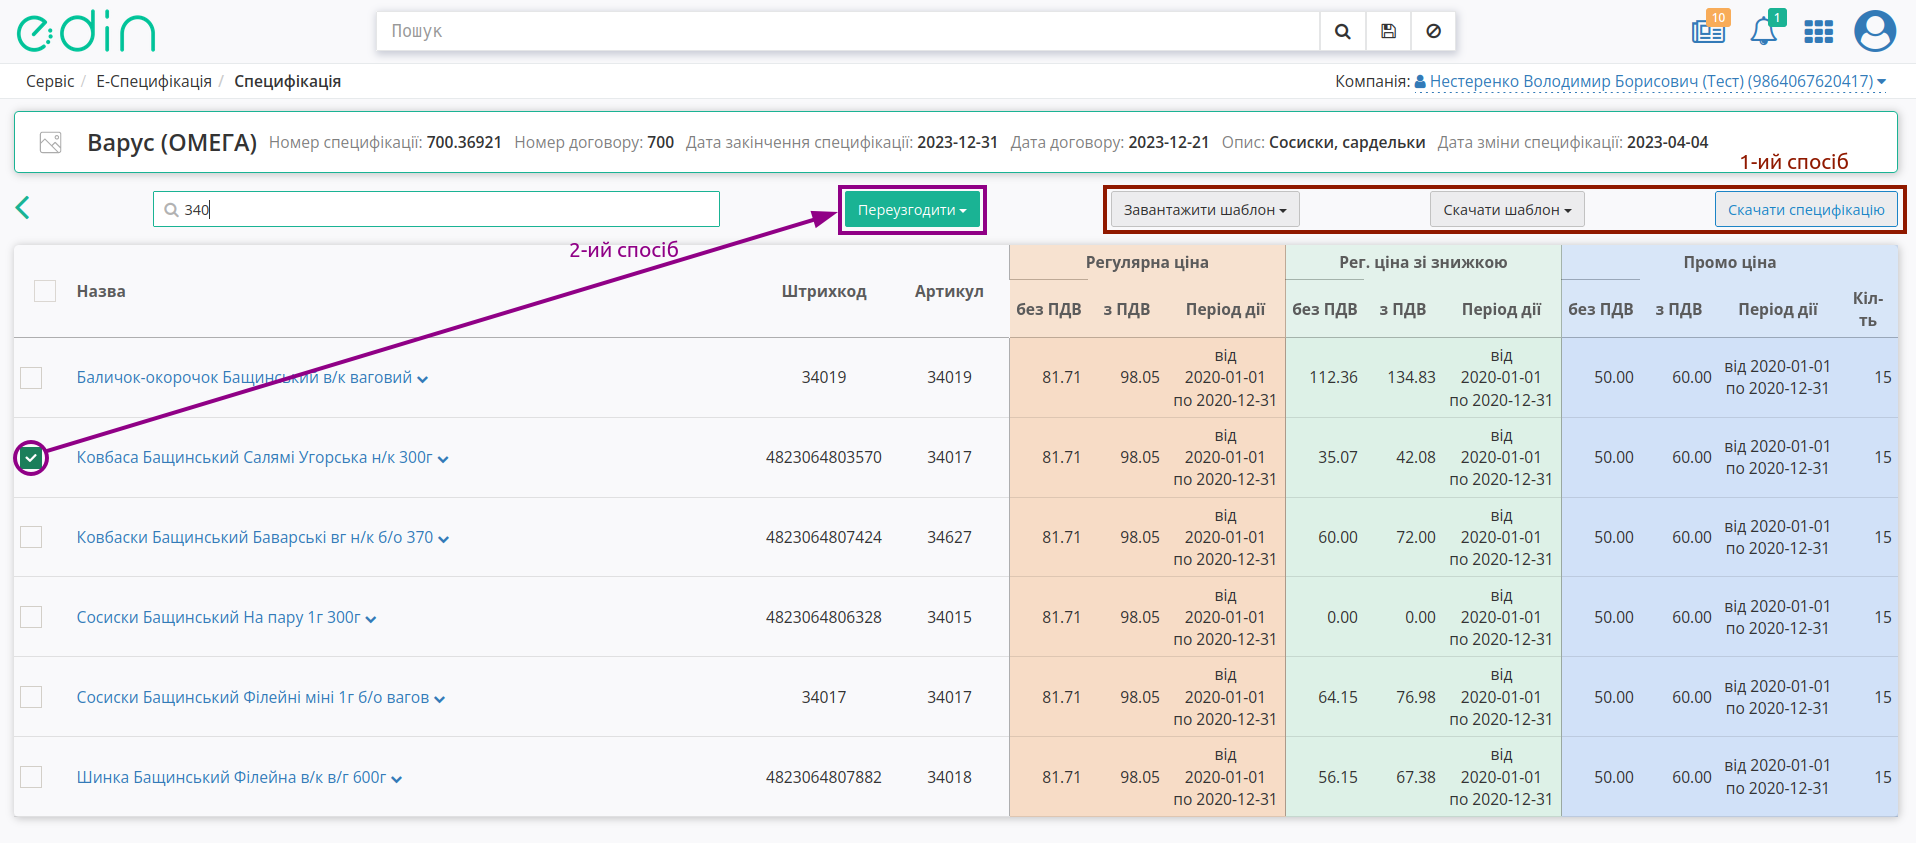 edin
Пошук
10
1
Сервіс / Е-Специфікація / Специфікація
Компанія: Нестеренко Володимир Борисович (Тест) (9864067620417)
Варус (ОМЕГА) Номер специфікації: 700.36921 Номер договору: 700 Дата закінчення специфікації: 2023-12-31 Дата договору: 2023-12-21 Опис: Сосиски, сардельки Дата зміни специфікації: 2023-04-04
1-ий спосіб
340
Переузгодити
Завантажити шаблон
Скачати шаблон
Скачати специфікацію
2-ий спосіб
Регулярна ціна Рег. ціна зі знижкою Промо ціна
Назва Штрихкод Артикул
без ПДВ з ПДВ Період дії без ПДВ з ПДВ Період дії без ПДВ з ПДВ Період дії Кіл-
ть
від від
Баличок-окорочок Бащинський в/к ваговий 34019 34019 81.71 98.05 2020-01-01 112.36 134.83 2020-01-01 50.00 60.00 від 2020-01-01 15
по 2020-12-31 по 2020-12-31 по 2020-12-31
від від
Ковбаса Бащинський Салямі Угорська н/к 300г 4823064803570 34017 81.71 98.05 2020-01-01 35.07 42.08 2020-01-01 50.00 60.00 від 2020-01-01 15
по 2020-12-31 по 2020-12-31 по 2020-12-31
від від
Ковбаски Бащинський Баварські вг н/к б/о 370 4823064807424 34627 81.71 98.05 2020-01-01 60.00 72.00 2020-01-01 50.00 60.00 від 2020-01-01 15
по 2020-12-31 по 2020-12-31 по 2020-12-31
від від
Сосиски Бащинський На пару 1г 300г 4823064806328 34015 81.71 98.05 2020-01-01 0.00 0.00 2020-01-01 50.00 60.00 від 2020-01-01 15
по 2020-12-31 по 2020-12-31 по 2020-12-31
від від
Сосиски Бащинський Філейні міні 1г б/о вагов 34017 34017 81.71 98.05 2020-01-01 64.15 76.98 2020-01-01 50.00 60.00 від 2020-01-01 15
по 2020-12-31 по 2020-12-31 по 2020-12-31
від від
Шинка Бащинський Філейна в/к в/г 600г 4823064807882 34018 81.71 98.05 2020-01-01 56.15 67.38 2020-01-01 50.00 60.00 від 2020-01-01 15
по 2020-12-31 по 2020-12-31 по 2020-12-31